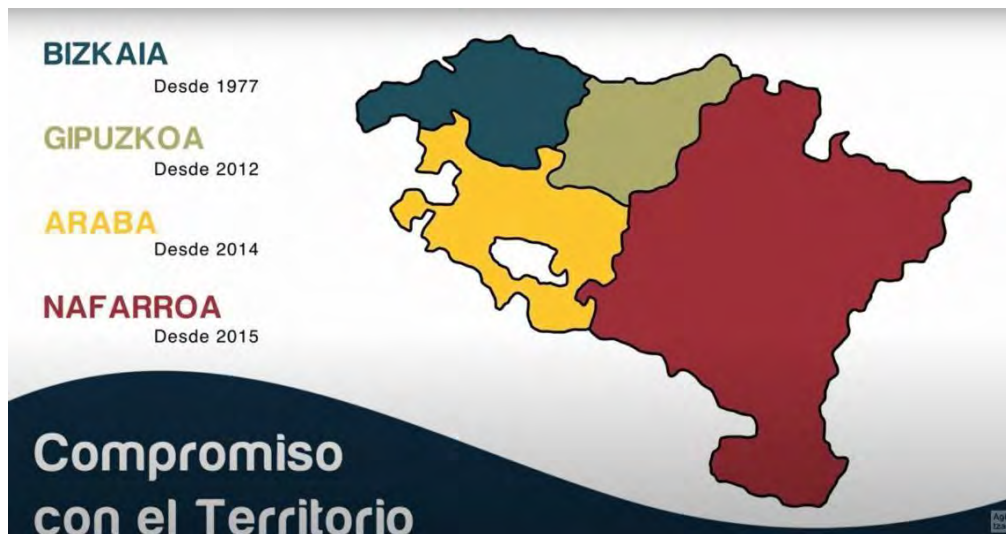 BIZKAIA
Desde 1977
GIPUZKOA
Desde 2012
ARABA
Desde 2014
NAFARROA
Desde 2015
Compromiso
con el Territorio